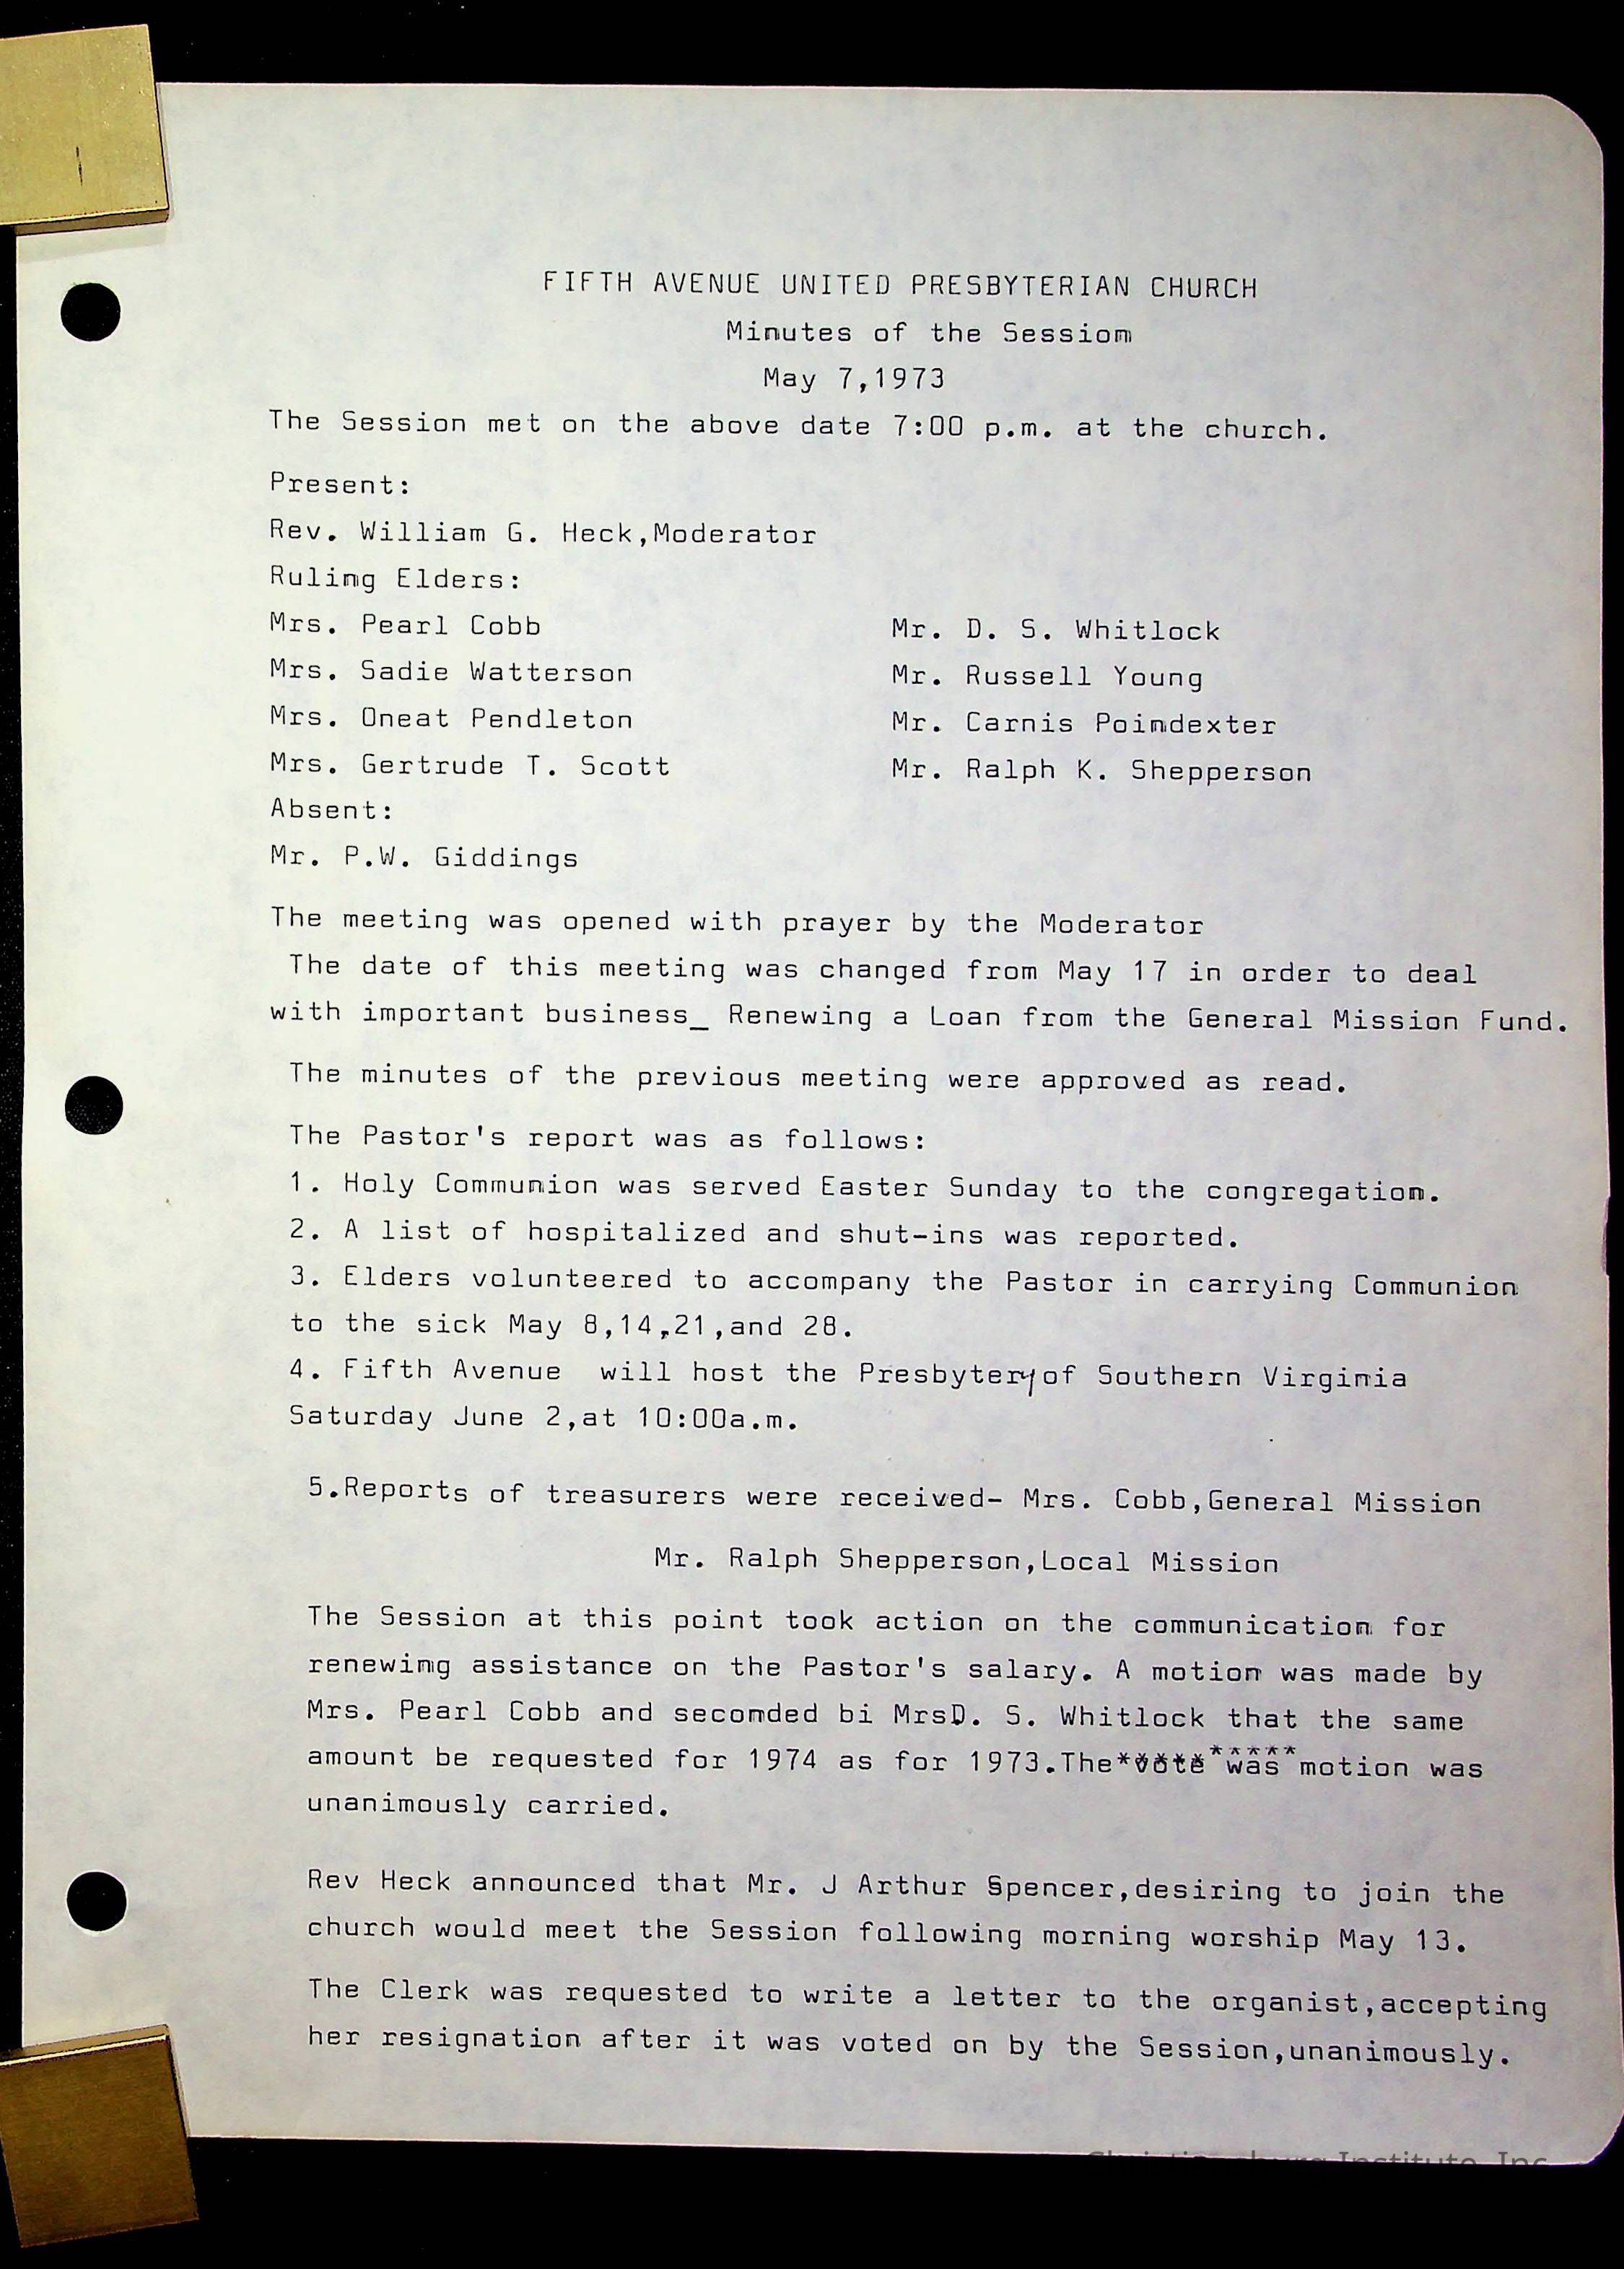 FIFTH AVENUE UNITED PRESBYTERIAN CHURCH
Minutes of the Session
May 7,1973
The Session met on the above date 7:00 p.m. at the church.
Present:
Rev. William G. Heck,Moderator
Ruling Elders:
Mrs. Pearl Cobb Mr. D. S. Whitlock
Mrs. Sadie Watterson Mr. Russell Young
Mrs. Oneat Pendleton Mr. Carnis Poindexter
Mrs. Gertrude T. Scott Mr. Ralph K. Shepperson
Absent:
Mr. P.W. Giddings
The meeting was opened with prayer by the Moderator
The date of this meeting was changed from May 17 in order to deal
with important business_ Renewing a Loan from the General Mission Fund.
The minutes of the previous meeting were approved as read.
The Pastor's report was as follows:
1. Holy Communion was served Easter Sunday to the congregation.
2. A list of hospitalized and shut-ins was reported.
3. Elders volunteered to accompany the Pastor in carrying Communion
to the sick May 8,14,21,and 28.
4. Fifth Avenue will host the Presbytery of Southern Virginia
Saturday June 2,at 10:00a.m.
5.Reports of treasurers were received- Mrs. Cobb,General Mission
Mr. Ralph Shepperson,Local Mission
The Session at this point took action on the communication for
renewing assistance on the Pastor's salary. A motion was made by
Mrs. Pearl Cobb and seconded bi MrsD. S. Whitlock that the same
amount be requested for 1974 as for 1973.The vote was motion was
unanimously carried.
Rev Heck announced that Mr. J Arthur Spencer,desiring to join the
church would meet the Session following morning worship May 13.
The Clerk was requested to write a letter to the organist,accepting
her resignation after it was voted on by the Session,unanimously.
Christiansburg Institute, Inc.